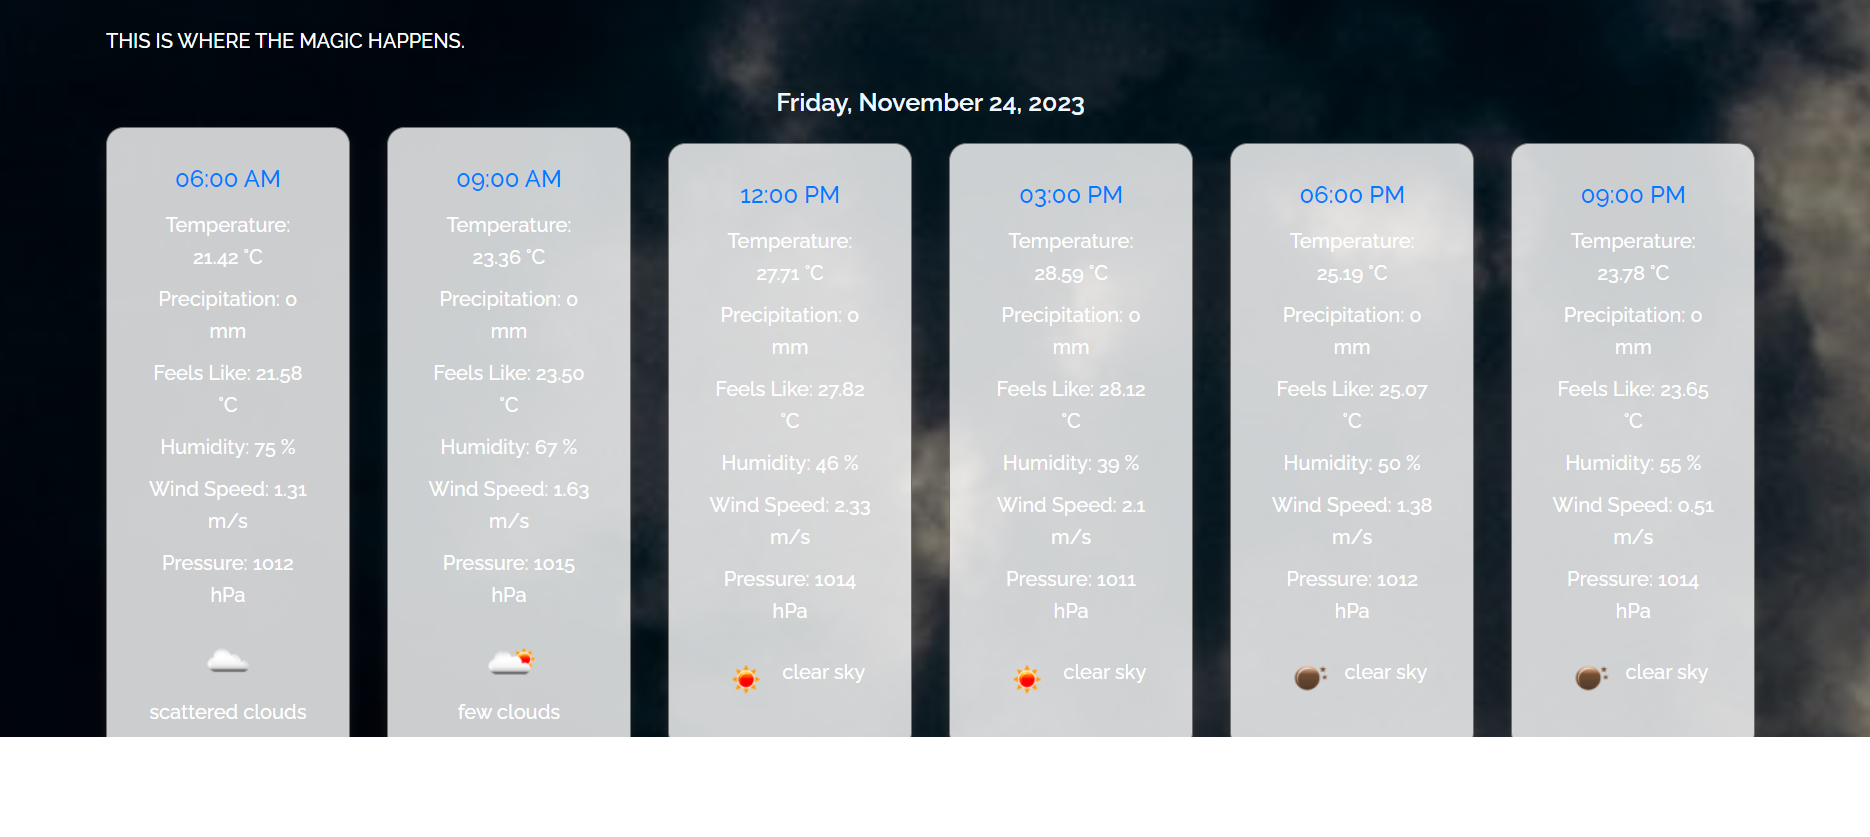 THIS IS WHERE THE MAGIC HAPPENS.
Friday, November 24, 2023
06:00 AM
Temperature:
21.42 °C
Precipitation: 0
mm
Feels Like: 21.58
°C
Humidity: 75 %
Wind Speed: 1.31
m/s
Pressure: 1012
hPa
scattered clouds
09:00 AM
Temperature:
23.36 °C
Precipitation: 0
mm
Feels Like: 23.50
°C
Humidity: 67 %
Wind Speed: 1.63
m/s
Pressure: 1015
hPa
few clouds
12:00 PM
Temperature:
27.71 °C
Precipitation: 0
mm
Feels Like: 27.82
°C
Humidity: 46 %
Wind Speed: 2.33
m/s
Pressure: 1014
hPa
clear sky
03:00 PM
Temperature:
28.59 °C
Precipitation: 0
mm
Feels Like: 28.12
°C
Humidity: 39 %
Wind Speed: 2.1
m/s
Pressure: 1011
hPa
clear sky
06:00 PM
Temperature:
25.19 °C
Precipitation: 0
mm
Feels Like: 25.07
°C
Humidity: 50 %
Wind Speed: 1.38
m/s
Pressure: 1012
hPa
clear sky
09:00 PM
Temperature:
23.78 °C
Precipitation: 0
mm
Feels Like: 23.65
°C
Humidity: 55 %
Wind Speed: 0.51
m/s
Pressure: 1014
hPa
clear sky